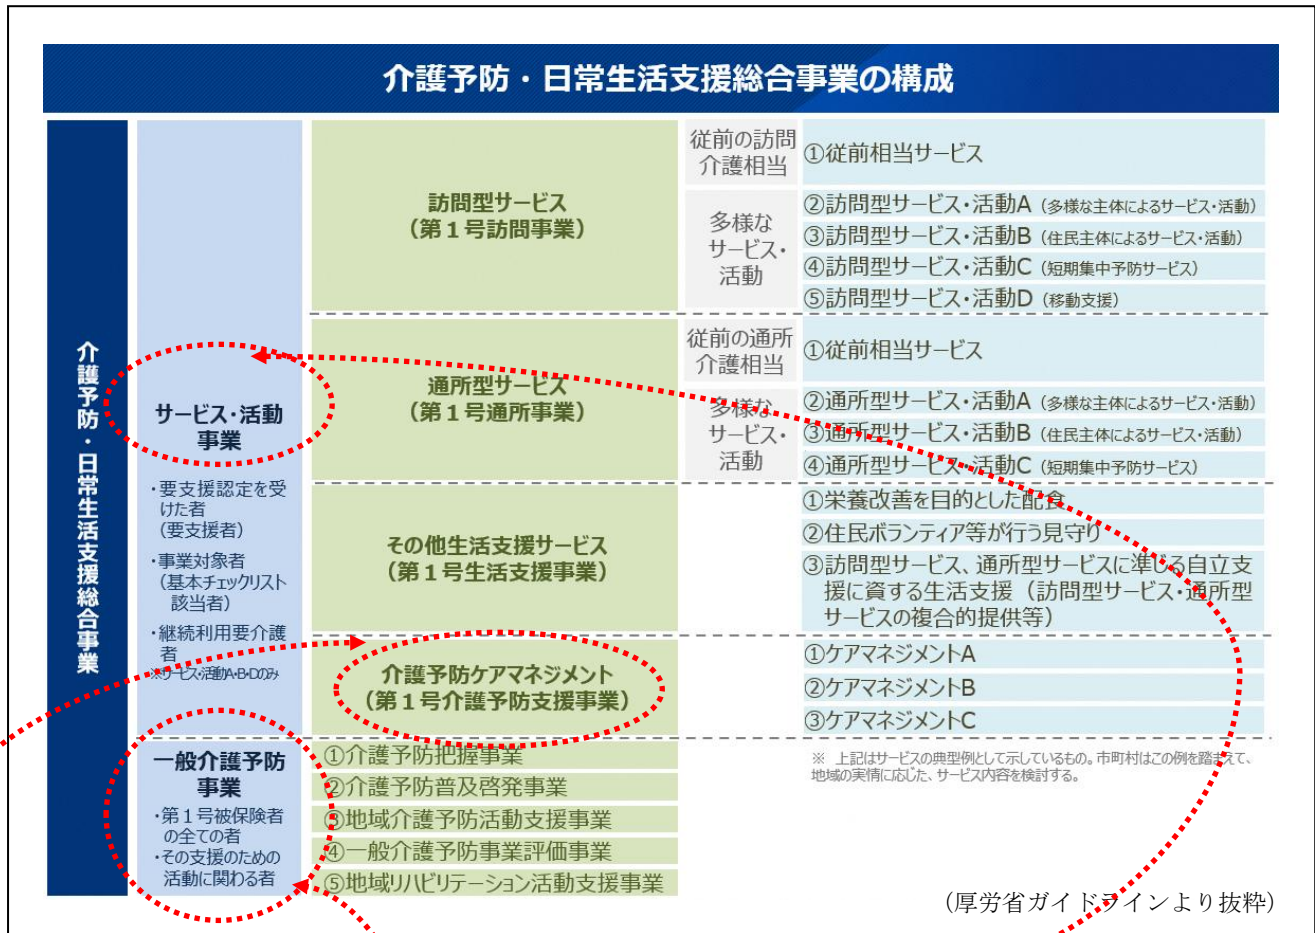 介護予防・日常生活支援総合事業の構成
介護予防・日常生活支援総合事業
サービス・活動
事業
・要支援認定を受
けた者
(要支援者)
・事業対象者
(基本チェックリスト
該当者)
・継続利用要介護
者
※サービス・活動A・B・Dのみ
訪問型サービス
(第1号訪問事業)
従前の訪問
介護相当
①従前相当サービス
多様な
サービス・
活動
②訪問型サービス・活動A (多様な主体によるサービス・活動)
③訪問型サービス・活動B (住民主体によるサービス・活動)
④訪問型サービス・活動C (短期集中予防サービス)
⑤訪問型サービス・活動D (移動支援)
通所型サービス
(第1号通所事業)
従前の通所
介護相当
①従前相当サービス
多様な
サービス・
活動
②通所型サービス・活動A (多様な主体によるサービス・活動)
③通所型サービス・活動B (住民主体によるサービス・活動)
④通所型サービス・活動C (短期集中予防サービス)
その他生活支援サービス
(第1号生活支援事業)
①栄養改善を目的とした配食
②住民ボランティア等が行う見守り
③訪問型サービス、通所型サービスに準じる自立支
援に資する生活支援(訪問型サービス・通所型
サービスの複合的提供等)
介護予防ケアマネジメント
(第1号介護予防支援事業)
①ケアマネジメントA
②ケアマネジメントB
③ケアマネジメントC
一般介護予防
事業
・第1号被保険者
の全ての者
・その支援のための
活動に関わる者
①介護予防把握事業
②介護予防普及啓発事業
③地域介護予防活動支援事業
④一般介護予防事業評価事業
⑤地域リハビリテーション活動支援事業
※ 上記はサービスの典型例として示しているもの。市町村はこの例を踏まえて、
地域の実情に応じた、サービス内容を検討する。
(厚労省ガイドラインより抜粋)